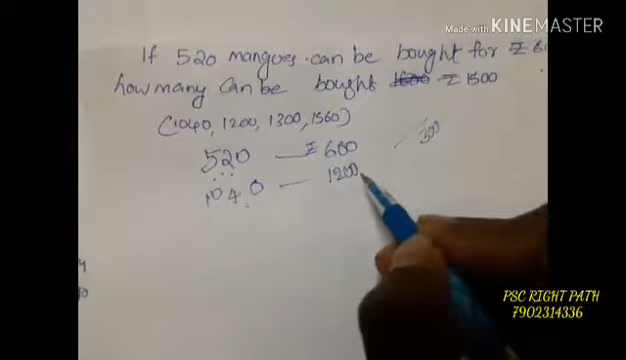 Made with KINEMASTER
If 520 mangoes can be bought for ₹ 60
how many can be bought ₹ 1500
(1040, 1200, 1300, 1560)
520 — ₹ 600
1040 — 1200
PSC RIGHT PATH
7902314336